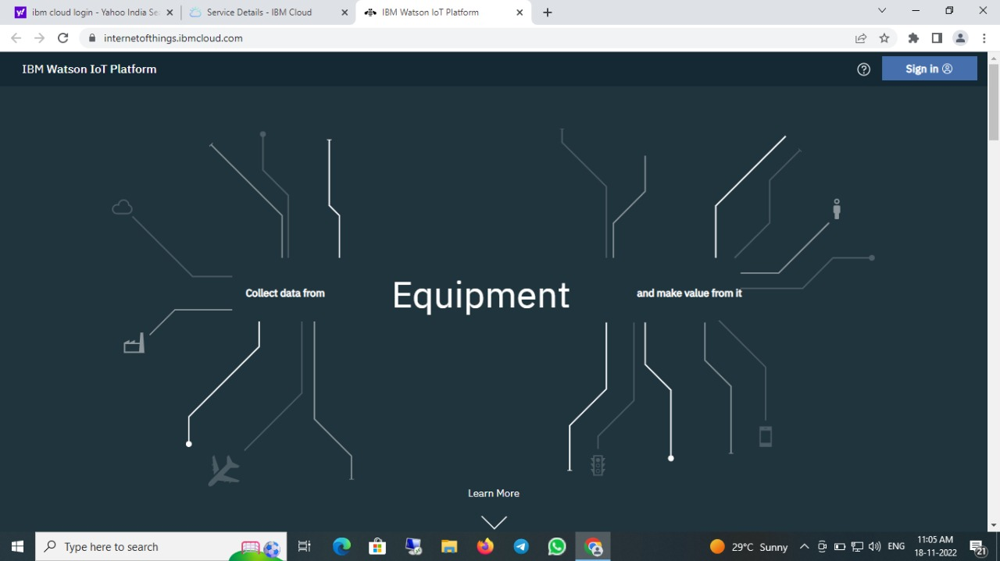 ibm cloud login - Yahoo India Se
Service Details - IBM Cloud
IBM Watson IoT Platform
internetofthings.ibmcloud.com
IBM Watson IoT Platform
Sign in
Collect data from
Equipment
and make value from it
Learn More
Type here to search
29°C Sunny
ENG
11:05 AM
18-11-2022
21